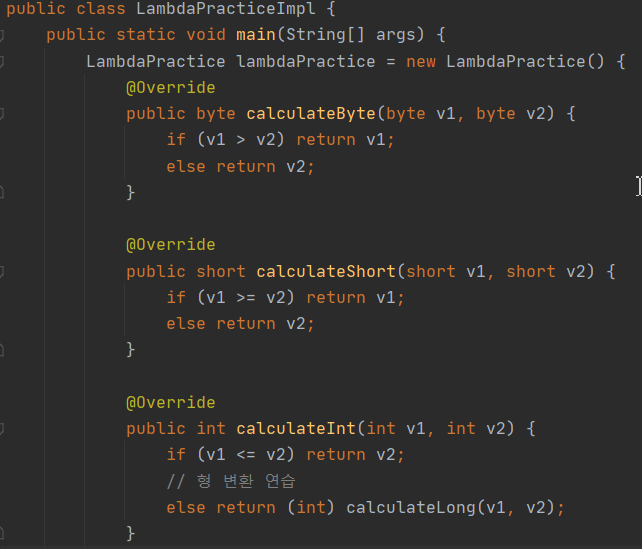 public class LambdaPracticeImpl {
public static void main(String[] args) {
LambdaPractice lambdaPractice = new LambdaPractice() {
@Override
public byte calculateByte(byte v1, byte v2) {
if (v1 > v2) return v1;
else return v2;
}
@Override
public short calculateShort(short v1, short v2) {
if (v1 >= v2) return v1;
else return v2;
}
@Override
public int calculateInt(int v1, int v2) {
if (v1 <= v2) return v2;
// 형 변환 연습
else return (int) calculateLong(v1, v2);
}